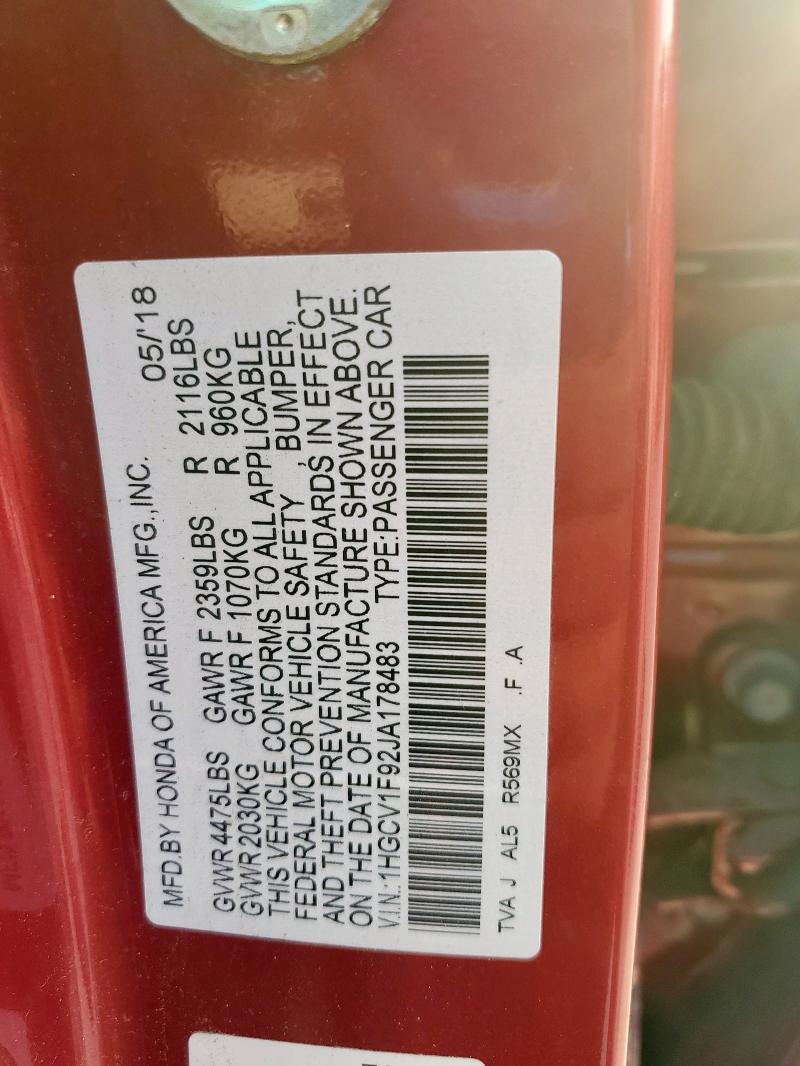 MFD.BY HONDA OF AMERICA MFG.,INC. 05/'18
GVWR 4475LBS GAWR F 2359LBS R 2116LBS
GVWR 2030KG GAWR F 1070KG R 960KG
THIS VEHICLE CONFORMS TO ALL APPLICABLE
FEDERAL MOTOR VEHICLE SAFETY , BUMPER,
AND THEFT PREVENTION STANDARDS IN EFFECT
ON THE DATE OF MANUFACTURE SHOWN ABOVE.
V.I.N.:1HGCV1F92JA178483 TYPE:PASSENGER CAR
TVA J AL5 R569MX .F .A